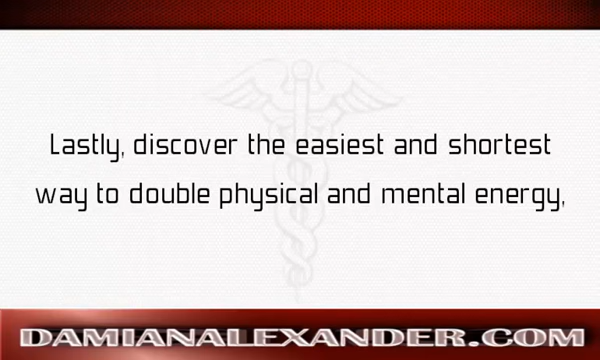 Lastly, discover the easiest and shortest
way to double physical and mental energy,
DAMIANALEXANDER.COM